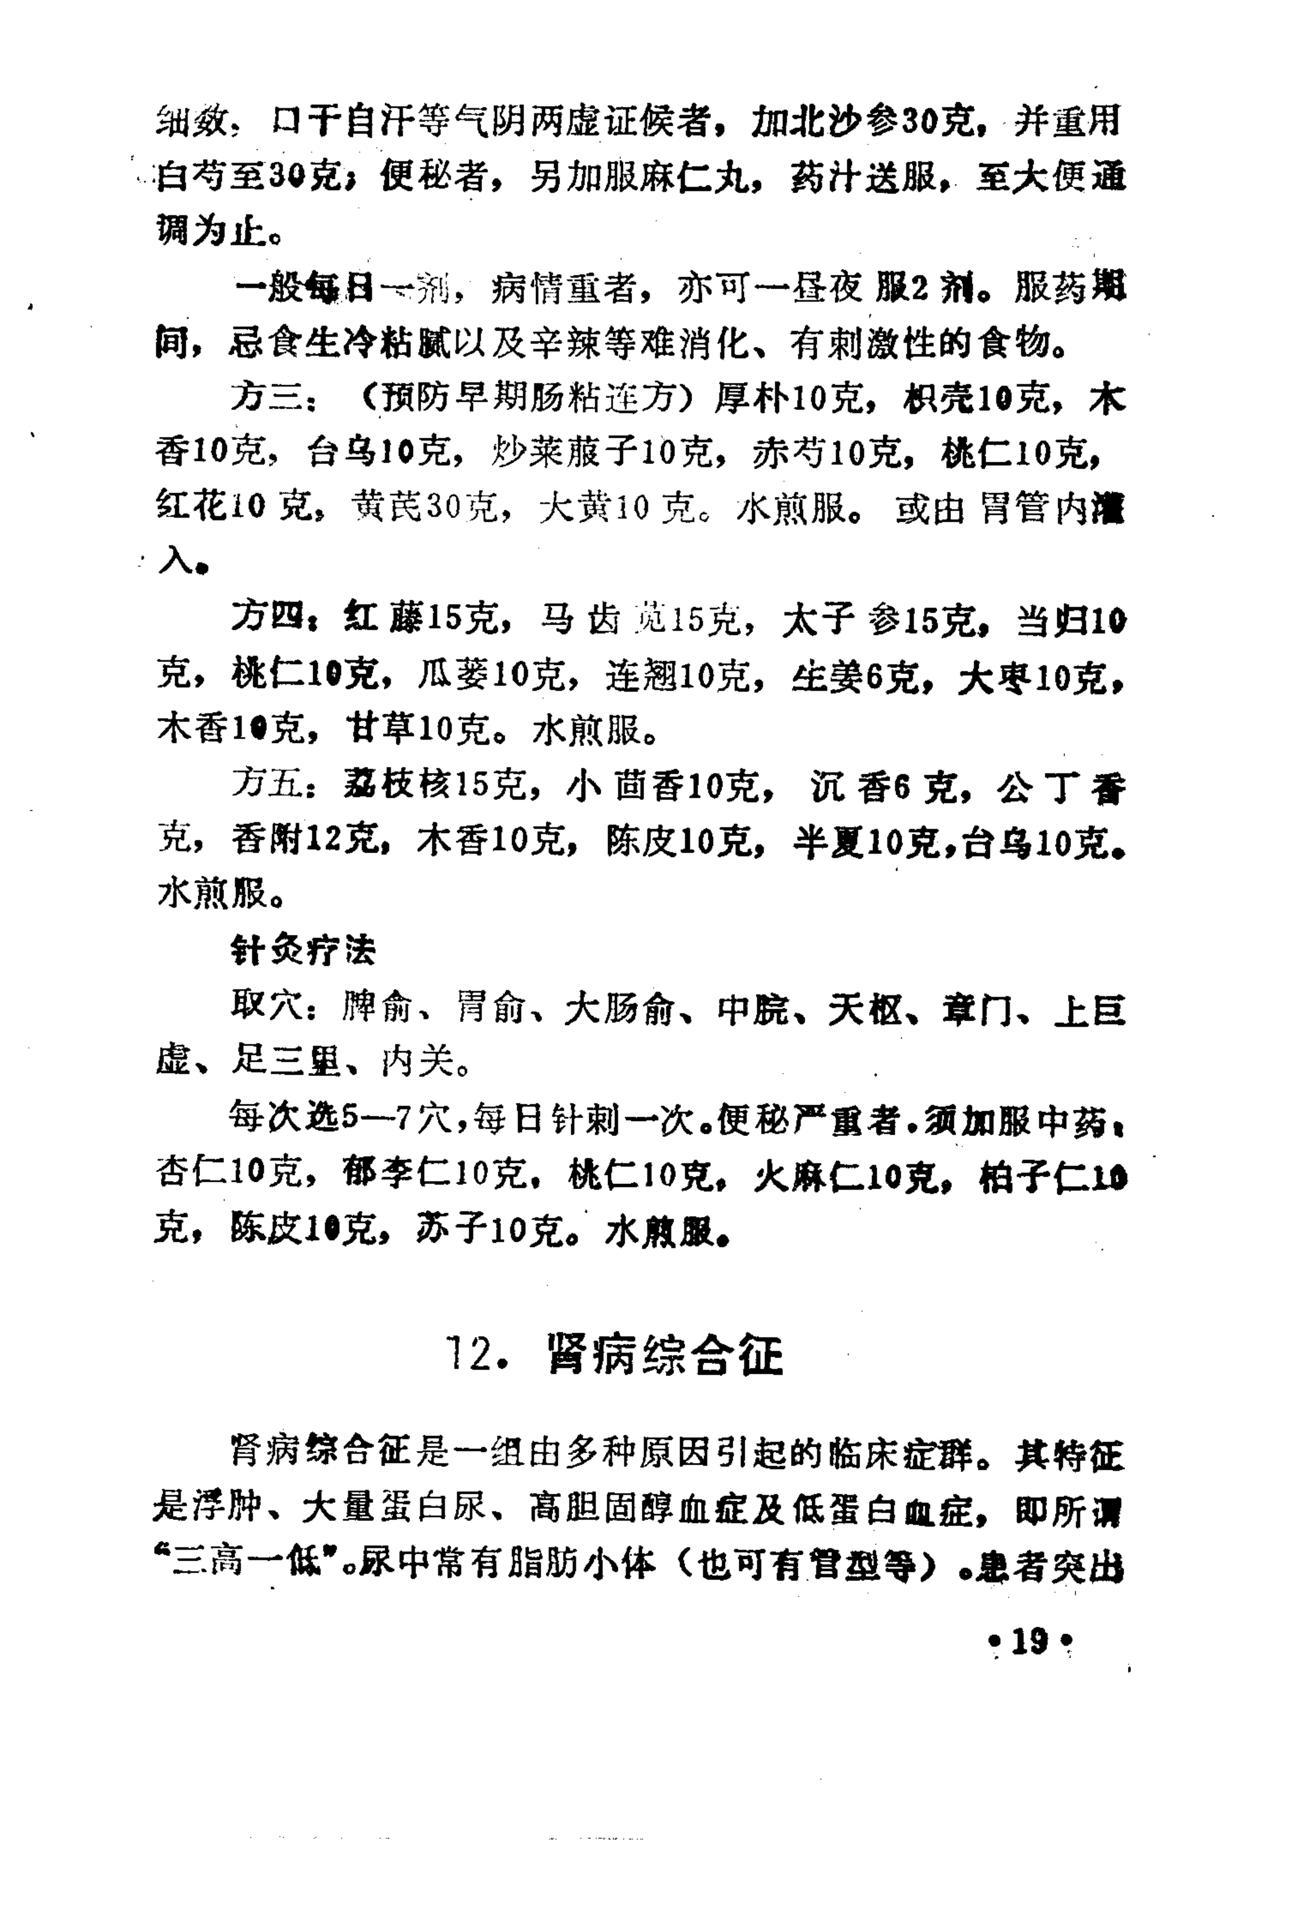 细数，口干自汗等气阴两虚证候者，加北沙参30克，并重用
白芍至30克；便秘者，另加服麻仁丸，药汁送服，至大便通
调为止。
一般每日一剂，病情重者，亦可一昼夜服2剂。服药期
间，忌食生冷粘腻以及辛辣等难消化、有刺激性的食物。
方三：（预防早期肠粘连方）厚朴10克，枳壳10克，木
香10克，台乌10克，炒莱菔子10克，赤芍10克，桃仁10克，
红花10克，黄芪30克，大黄10克。水煎服。或由胃管内灌
入。
方四：红藤15克，马齿苋15克，太子参15克，当归10
克，桃仁10克，瓜蒌10克，连翘10克，生姜6克，大枣10克，
木香10克，甘草10克。水煎服。
方五：荔枝核15克，小茴香10克，沉香6克，公丁香
克，香附12克，木香10克，陈皮10克，半夏10克，台乌10克。
水煎服。
针灸疗法
取穴：脾俞、胃俞、大肠俞、中脘、天枢、章门、上巨
虚、足三里、内关。
每次选5—7穴，每日针刺一次。便秘严重者，须加服中药：
杏仁10克，郁李仁10克，桃仁10克，火麻仁10克，柏子仁10
克，陈皮10克，苏子10克。水煎服。
12．肾病综合征
肾病综合征是一组由多种原因引起的临床症群。其特征
是浮肿、大量蛋白尿、高胆固醇血症及低蛋白血症，即所谓
“三高一低”。尿中常有脂肪小体（也可有管型等）。患者突出
•19•